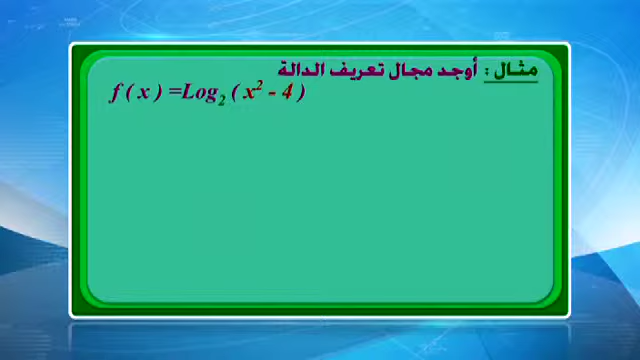 مثال : أوجد مجال تعريف الدالة
f ( x ) =Log₂ ( x² - 4 )